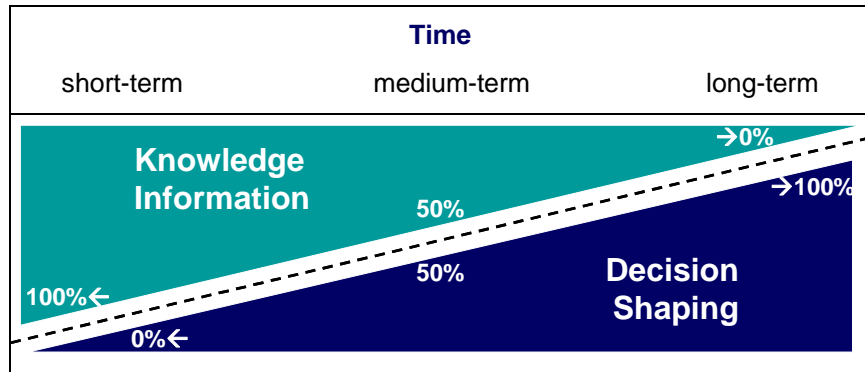 Time
short-term medium-term long-term
→0%
Knowledge
Information
→100%
50%
50%
Decision
Shaping
100%←
0%←